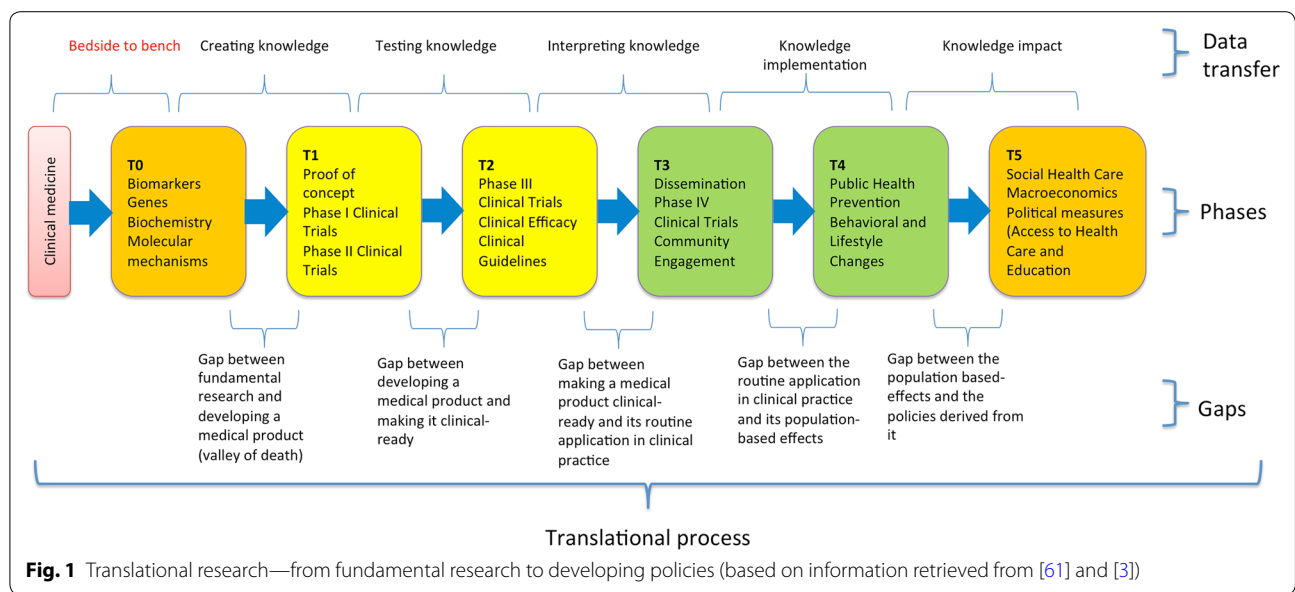 Bedside to bench
Creating knowledge
Testing knowledge
Interpreting knowledge
Knowledge
implementation
Knowledge impact
Data
transfer
Clinical medicine
T0
Biomarkers
Genes
Biochemistry
Molecular
mechanisms
T1
Proof of
concept
Phase I Clinical
Trials
Phase II Clinical
Trials
T2
Phase III
Clinical Trials
Clinical Efficacy
Clinical
Guidelines
T3
Dissemination
Phase IV
Clinical Trials
Community
Engagement
T4
Public Health
Prevention
Behavioral and
Lifestyle
Changes
T5
Social Health Care
Macroeconomics
Political measures
(Access to Health
Care and
Education
Phases
Gap between
fundamental
research and
developing a
medical product
(valley of death)
Gap between
developing a
medical product and
making it clinical-
ready
Gap between
making a medical
product clinical-
ready and its routine
application in clinical
practice
Gap between the
routine application
in clinical practice
and its population-
based effects
Gap between the
population based-
effects and the
policies derived from
it
Gaps
Translational process
Fig. 1 Translational research—from fundamental research to developing policies (based on information retrieved from [61] and [3])